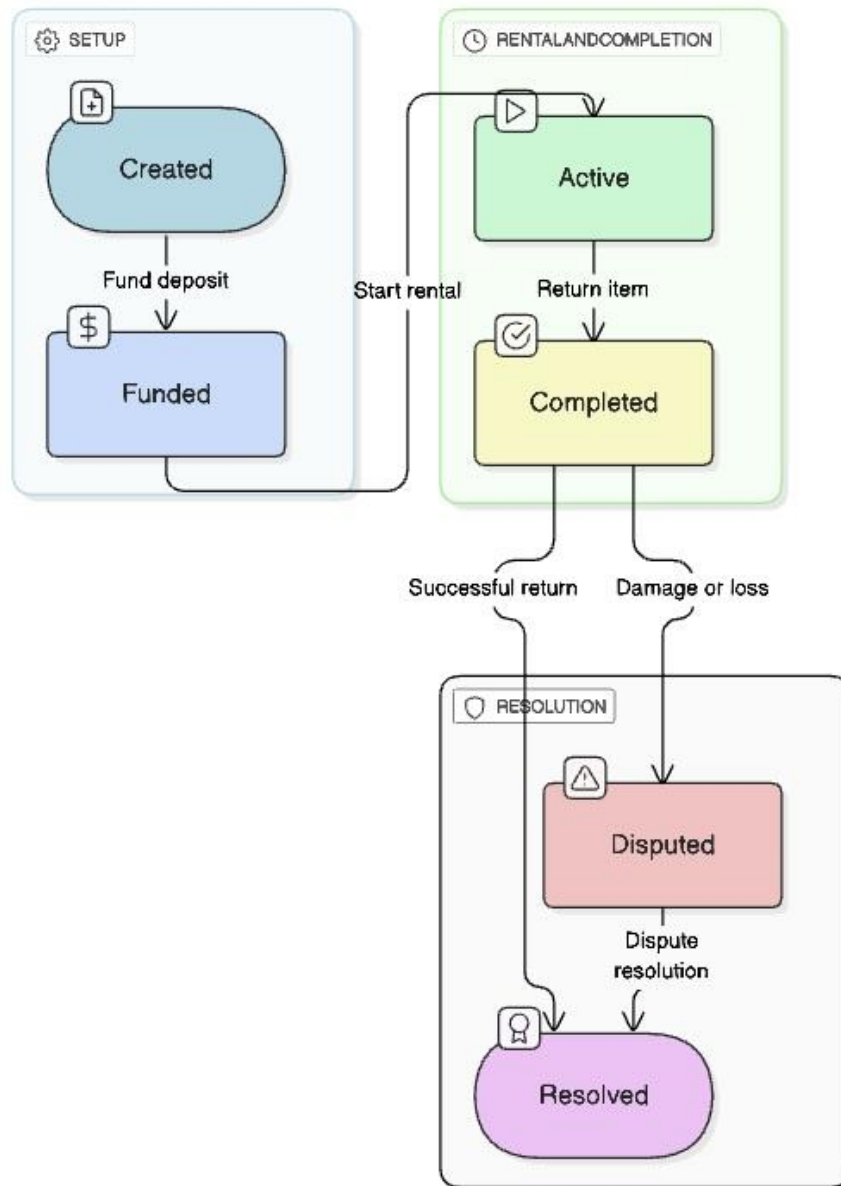 SETUP
Created
Fund deposit
$
Funded
Start rental
RENTALANDCOMPLETION
Active
Return item
Completed
Successful return
Damage or loss
RESOLUTION
Disputed
Dispute
resolution
Resolved